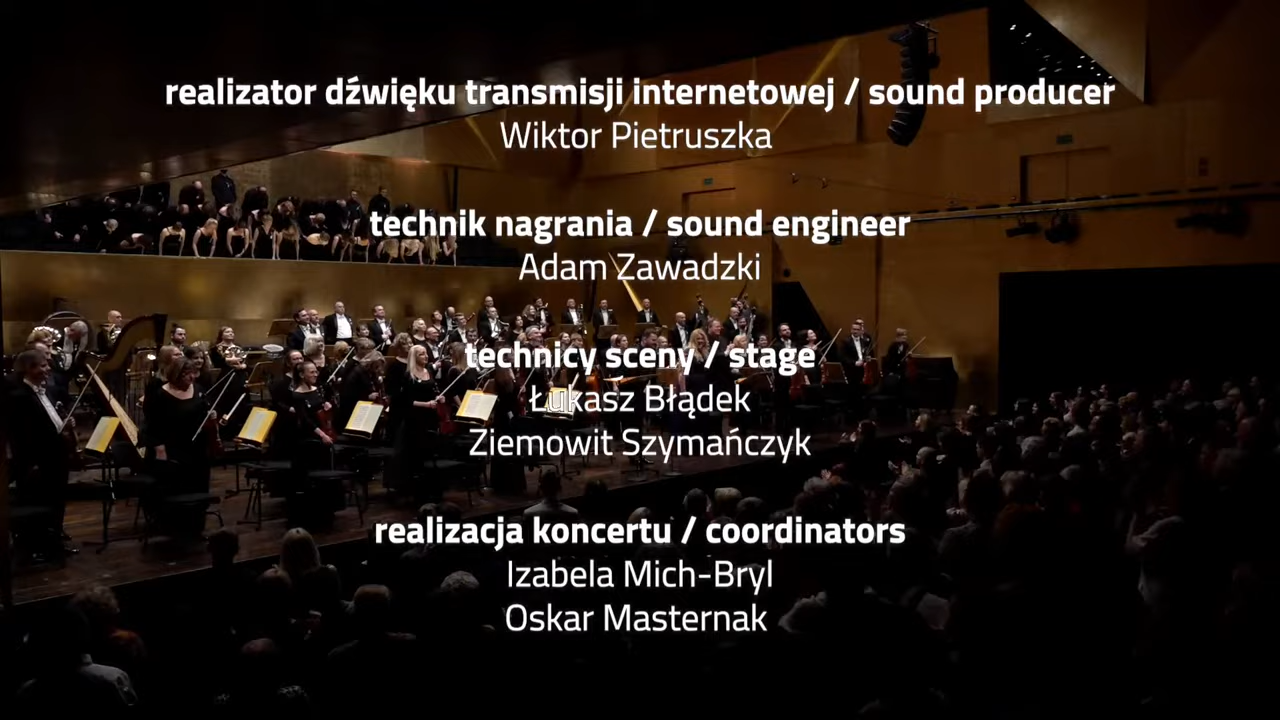 realizator dźwięku transmisji internetowej / sound producer
Wiktor Pietruszka
technik nagrania / sound engineer
Adam Zawadzki
technicy sceny / stage
Łukasz Błądek
Ziemowit Szymańczyk
realizacja koncertu / coordinators
Izabela Mich-Bryl
Oskar Masternak